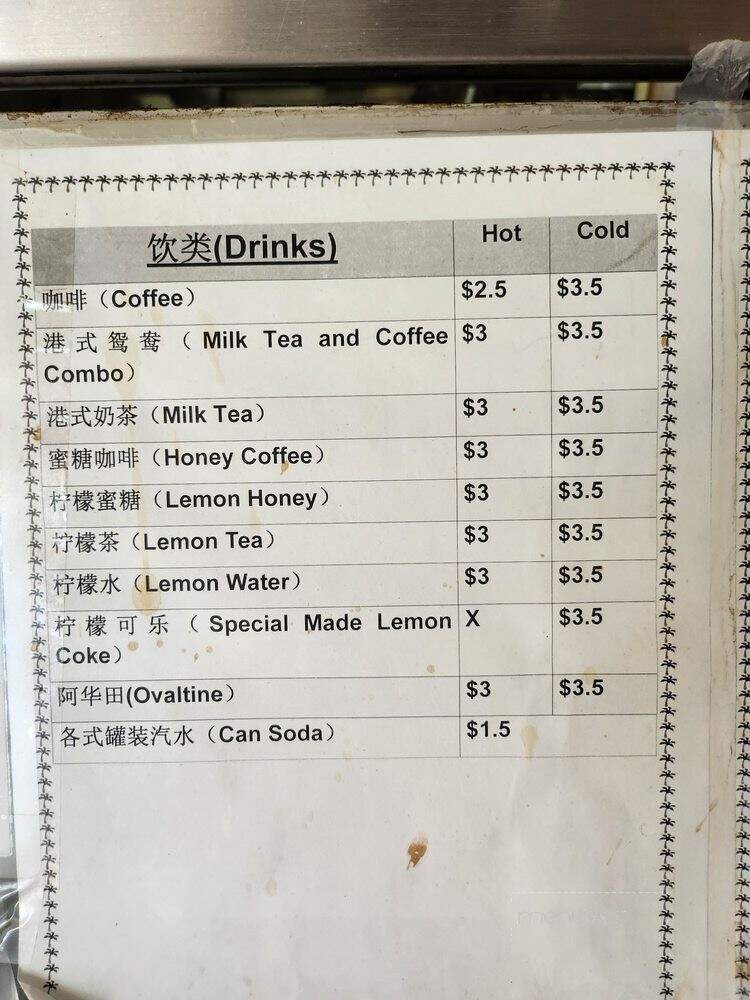 饮类(Drinks) Hot Cold
咖啡（Coffee） $2.5 $3.5
港式鸳鸯（Milk Tea and Coffee $3 $3.5
Combo）
港式奶茶（Milk Tea） $3 $3.5
蜜糖咖啡（Honey Coffee） $3 $3.5
柠檬蜜糖（Lemon Honey） $3 $3.5
柠檬茶（Lemon Tea） $3 $3.5
柠檬水（Lemon Water） $3 $3.5
柠檬可乐（Special Made Lemon X $3.5
Coke）
阿华田(Ovaltine） $3 $3.5
各式罐装汽水（Can Soda） $1.5